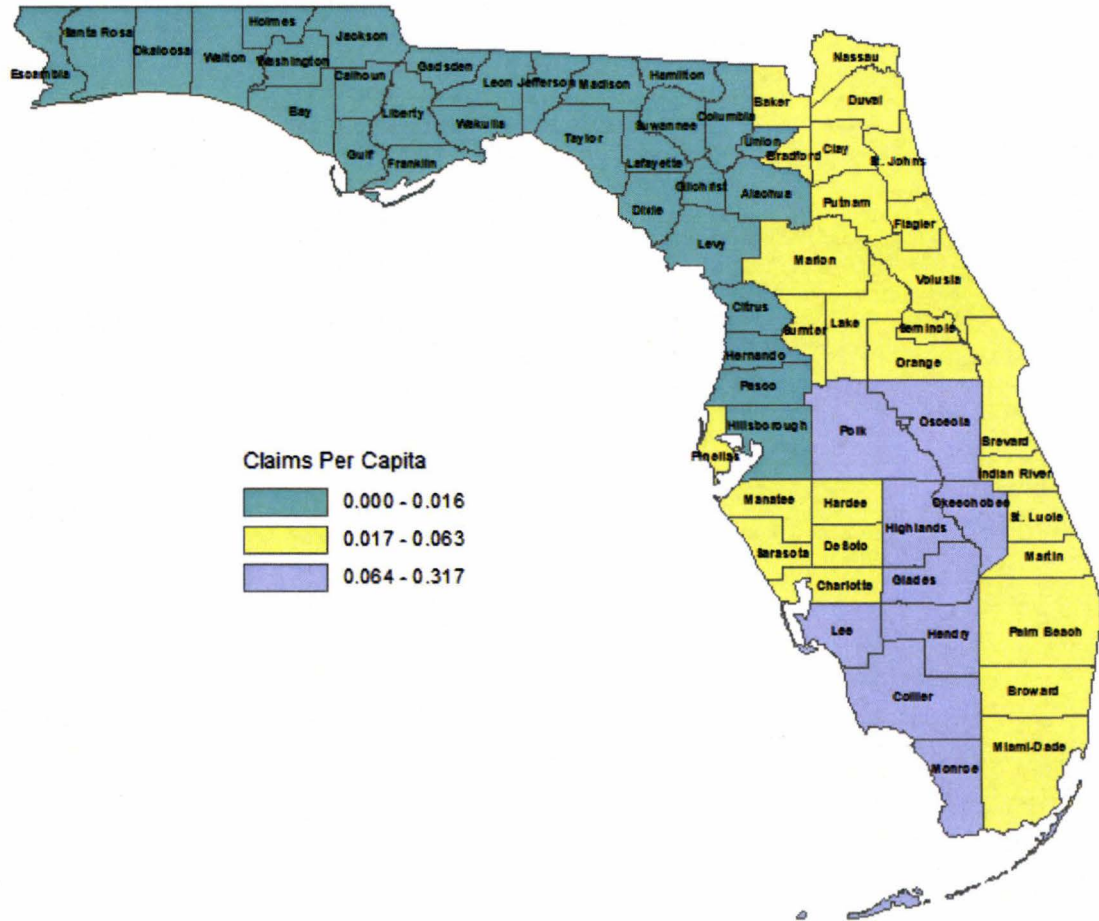 Holmes
Santa Rosa
Jackson
Okaloosa
Walton
Washington
Escambia
Gadsden
Hamilton
Nassau
Calhoun
Leon
Jefferson
Madison
Baker
Duval
Bay
Liberty
Columbia
Wakulla
Suwannee
Taylor
Union
Clay
Gulf
Franklin
Lafayette
Bradford
St. Johns
Gilchrist
Alachua
Dixie
Putnam
Flagler
Levy
Marion
Volusia
Citrus
Sumter
Lake
Seminole
Hernando
Orange
Pasco
Hillsborough
Polk
Osceola
Brevard
Pinellas
Claims Per Capita
0.000 - 0.016
0.017 - 0.063
0.064 - 0.317
Indian River
Manatee
Hardee
Okeechobee
Highlands
St. Lucie
Sarasota
DeSoto
Martin
Charlotte
Glades
Lee
Hendry
Palm Beach
Collier
Broward
Miami-Dade
Monroe